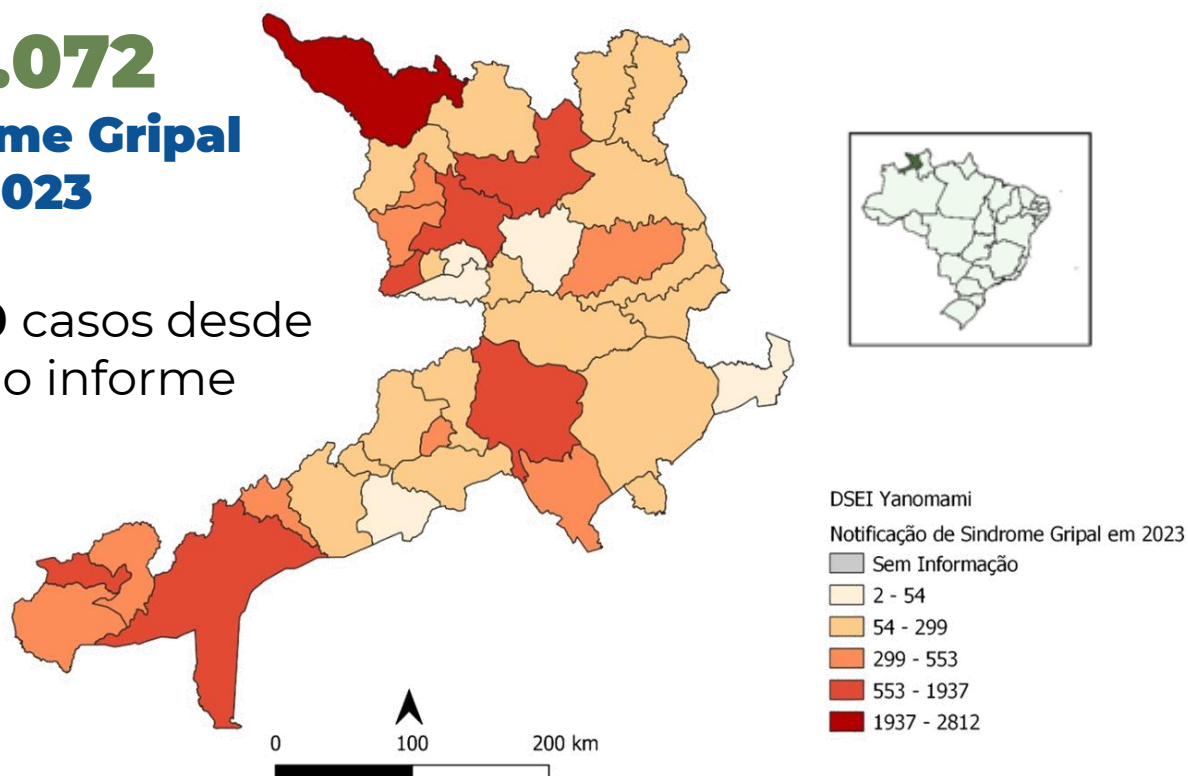 .072
me Gripal
023
casos desde
o informe
DSEI Yanomami
Notificação de Sindrome Gripal em 2023
Sem Informação
2 - 54
54 - 299
299 - 553
553 - 1937
1937 - 2812
0 100 200 km